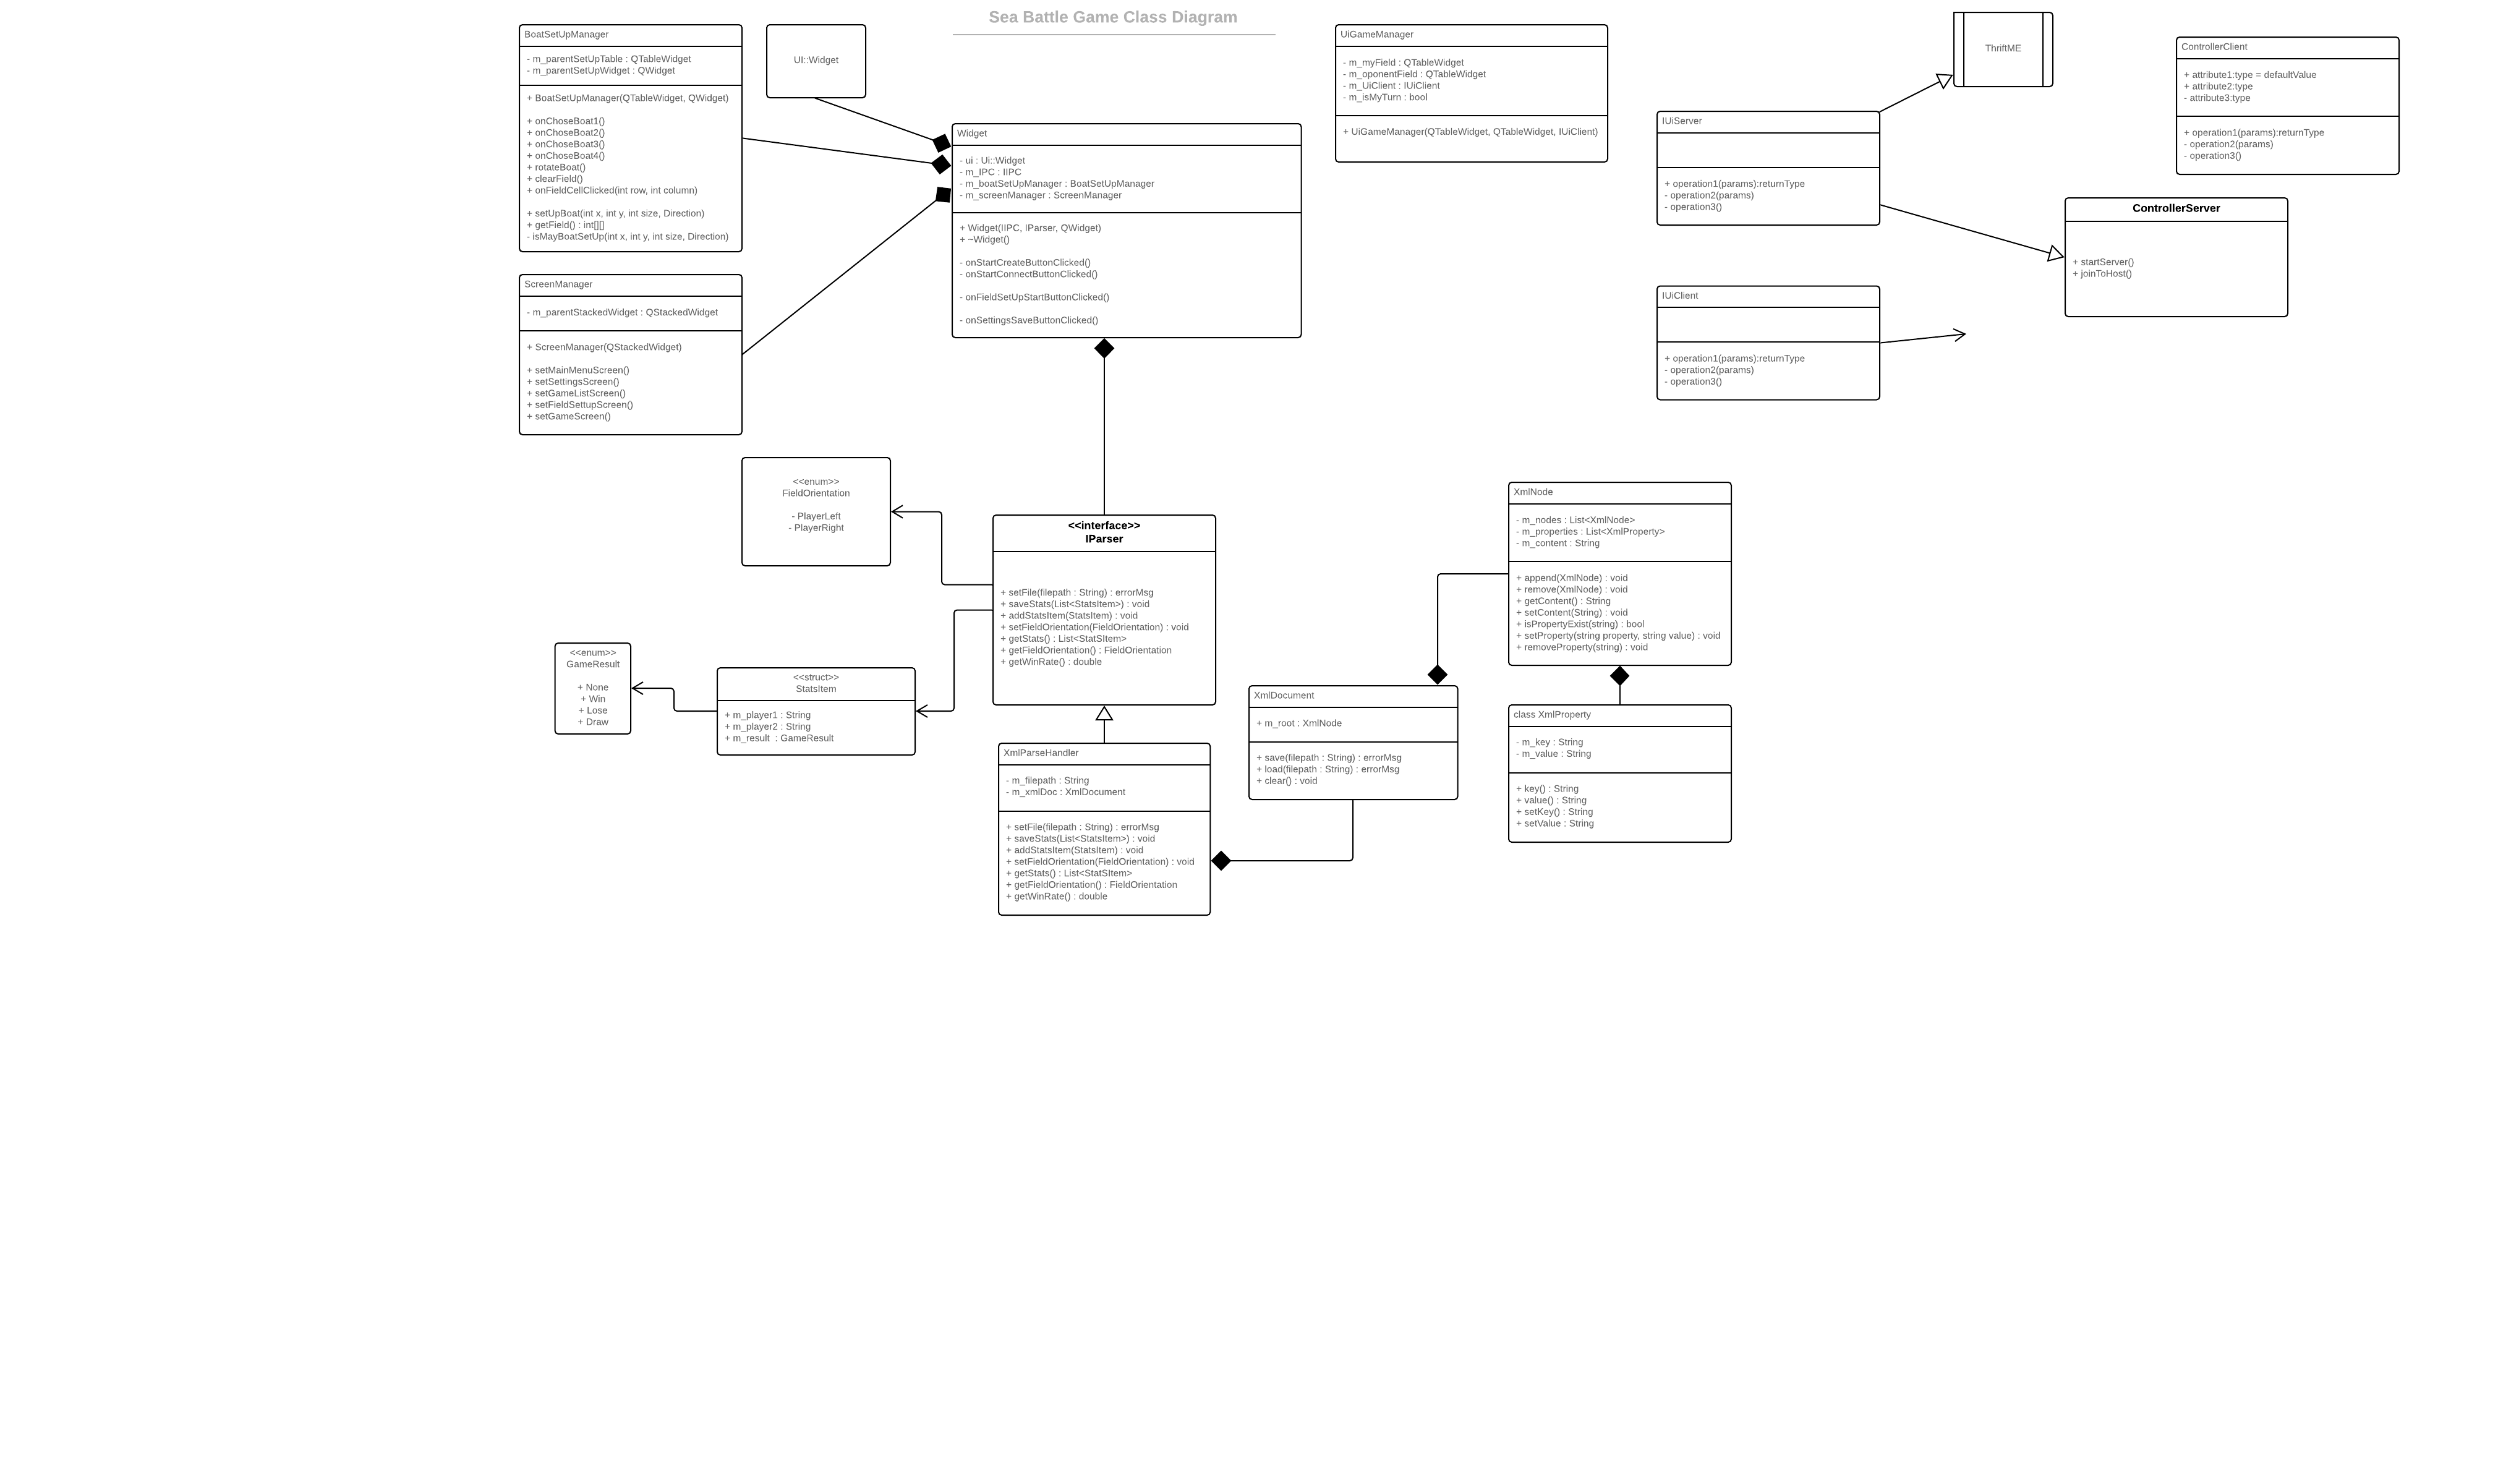 Sea Battle Game Class Diagram
BoatSetUpManager
- m_parentSetUpTable : QTableWidget
- m_parentSetUpWidget : QWidget
+ BoatSetUpManager(QTableWidget, QWidget)
+ onChoseBoat1()
+ onChoseBoat2()
+ onChoseBoat3()
+ onChoseBoat4()
+ rotateBoat()
+ clearField()
+ onFieldCellClicked(int row, int column)
+ setUpBoat(int x, int y, int size, Direction)
+ getField() : int[][]
- isMayBoatSetUp(int x, int y, int size, Direction)
UI::Widget
Widget
- ui : Ui::Widget
- m_IPC : IIPC
- m_boatSetUpManager : BoatSetUpManager
- m_screenManager : ScreenManager
+ Widget(IIPC, IParser, QWidget)
+ ~Widget()
- onStartCreateButtonClicked()
- onStartConnectButtonClicked()
- onFieldSetUpStartButtonClicked()
- onSettingsSaveButtonClicked()
UiGameManager
- m_myField : QTableWidget
- m_oponentField : QTableWidget
- m_UiClient : IUiClient
- m_isMyTurn : bool
+ UiGameManager(QTableWidget, QTableWidget, IUiClient)
ThriftME
ControllerClient
+ attribute1:type = defaultValue
+ attribute2:type
- attribute3:type
+ operation1(params):returnType
- operation2(params)
- operation3()
IUiServer
+ operation1(params):returnType
- operation2(params)
- operation3()
ControllerServer
+ startServer()
+ joinToHost()
IUiClient
+ operation1(params):returnType
- operation2(params)
- operation3()
ScreenManager
- m_parentStackedWidget : QStackedWidget
+ ScreenManager(QStackedWidget)
+ setMainMenuScreen()
+ setSettingsScreen()
+ setGameListScreen()
+ setFieldSettupScreen()
+ setGameScreen()
<<enum>>
FieldOrientation
- PlayerLeft
- PlayerRight
<<interface>>
IParser
+ setFile(filepath : String) : errorMsg
+ saveStats(List<StatsItem>) : void
+ addStatsItem(StatsItem) : void
+ setFieldOrientation(FieldOrientation) : void
+ getStats() : List<StatSItem>
+ getFieldOrientation() : FieldOrientation
+ getWinRate() : double
<<enum>>
GameResult
+ None
+ Win
+ Lose
+ Draw
<<struct>>
StatsItem
+ m_player1 : String
+ m_player2 : String
+ m_result  : GameResult
XmlParseHandler
- m_filepath : String
- m_xmlDoc : XmlDocument
+ setFile(filepath : String) : errorMsg
+ saveStats(List<StatsItem>) : void
+ addStatsItem(StatsItem) : void
+ setFieldOrientation(FieldOrientation) : void
+ getStats() : List<StatSItem>
+ getFieldOrientation() : FieldOrientation
+ getWinRate() : double
XmlDocument
+ m_root : XmlNode
+ save(filepath : String) : errorMsg
+ load(filepath : String) : errorMsg
+ clear() : void
XmlNode
- m_nodes : List<XmlNode>
- m_properties : List<XmlProperty>
- m_content : String
+ append(XmlNode) : void
+ remove(XmlNode) : void
+ getContent() : String
+ setContent(String) : void
+ isPropertyExist(string) : bool
+ setProperty(string property, string value) : void
+ removeProperty(string) : void
class XmlProperty
- m_key : String
- m_value : String
+ key() : String
+ value() : String
+ setKey() : String
+ setValue : String